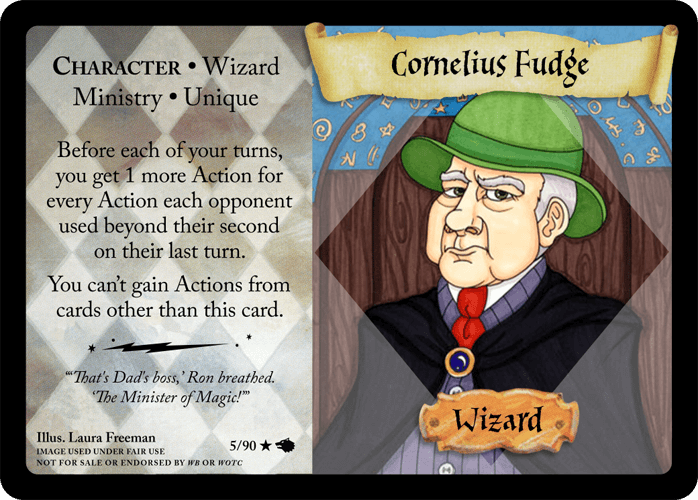 CHARACTER • Wizard
Ministry • Unique
Before each of your turns,
you get 1 more Action for
every Action each opponent
used beyond their second
on their last turn.
You can't gain Actions from
cards other than this card.
“‘That's Dad's boss,’ Ron breathed.
‘The Minister of Magic!’”
Illus. Laura Freeman
IMAGE USED UNDER FAIR USE
NOT FOR SALE OR ENDORSED BY WB OR WOTC
5/90 ★
Cornelius Fudge
Wizard